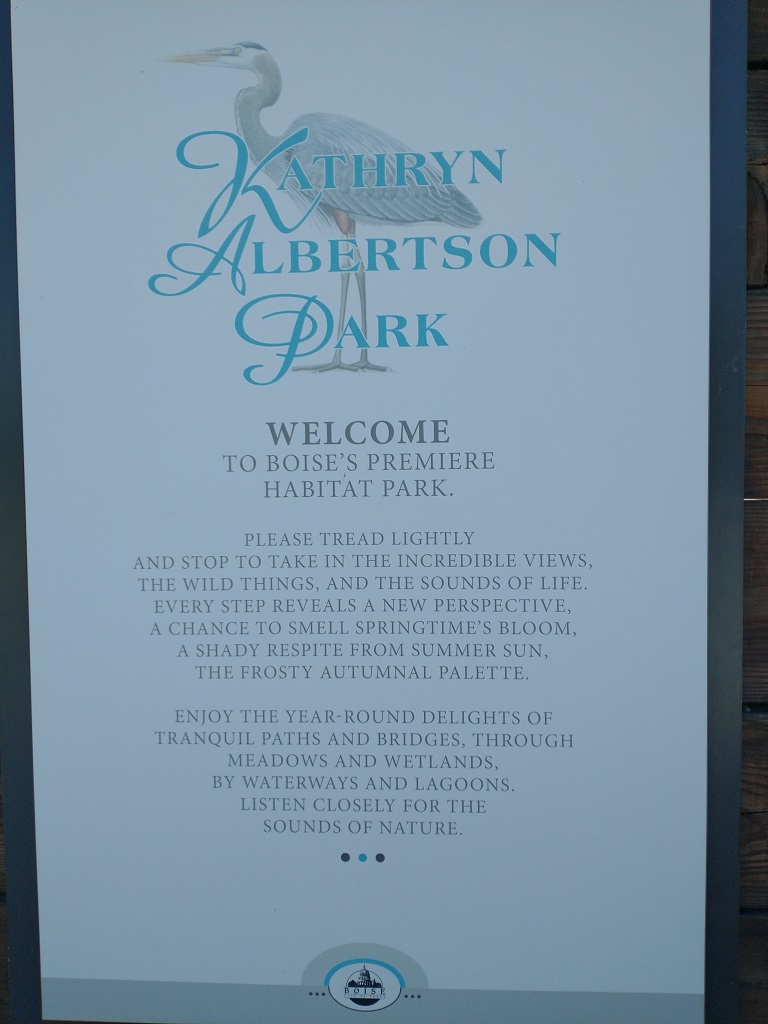 KATHRYN
ALBERTSON
PARK
WELCOME
TO BOISE'S PREMIERE
HABITAT PARK.
PLEASE TREAD LIGHTLY
AND STOP TO TAKE IN THE INCREDIBLE VIEWS,
THE WILD THINGS, AND THE SOUNDS OF LIFE.
EVERY STEP REVEALS A NEW PERSPECTIVE,
A CHANCE TO SMELL SPRINGTIME'S BLOOM,
A SHADY RESPITE FROM SUMMER SUN,
THE FROSTY AUTUMNAL PALETTE.
ENJOY THE YEAR-ROUND DELIGHTS OF
TRANQUIL PATHS AND BRIDGES, THROUGH
MEADOWS AND WETLANDS,
BY WATERWAYS AND LAGOONS.
LISTEN CLOSELY FOR THE
SOUNDS OF NATURE.
BOISE